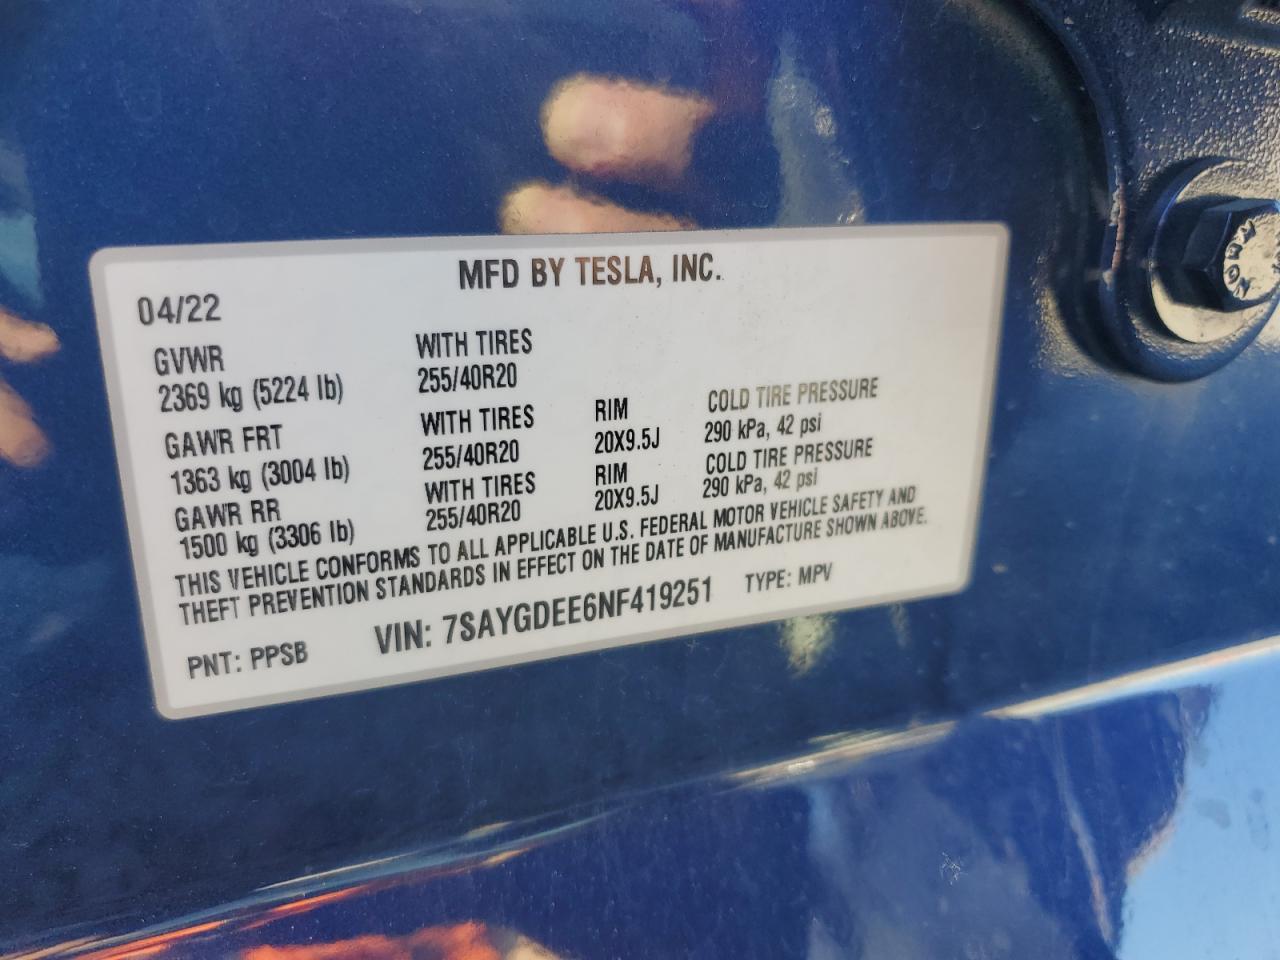 MFD BY TESLA, INC.
04/22
GVWR WITH TIRES
2369 kg (5224 lb) 255/40R20
GAWR FRT WITH TIRES RIM COLD TIRE PRESSURE
1363 kg (3004 lb) 255/40R20 20X9.5J 290 kPa, 42 psi
GAWR RR WITH TIRES RIM COLD TIRE PRESSURE
1500 kg (3306 lb) 255/40R20 20X9.5J 290 kPa, 42 psi
THIS VEHICLE CONFORMS TO ALL APPLICABLE U.S. FEDERAL MOTOR VEHICLE SAFETY AND
THEFT PREVENTION STANDARDS IN EFFECT ON THE DATE OF MANUFACTURE SHOWN ABOVE.
PNT: PPSB VIN: 7SAYGDEE6NF419251 TYPE: MPV